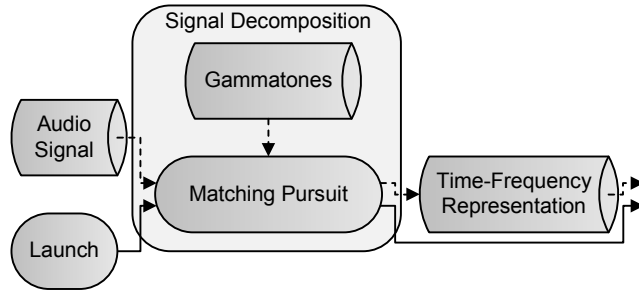 Signal Decomposition
Gammatones
Audio
Signal
Matching Pursuit
Time-Frequency
Representation
Launch